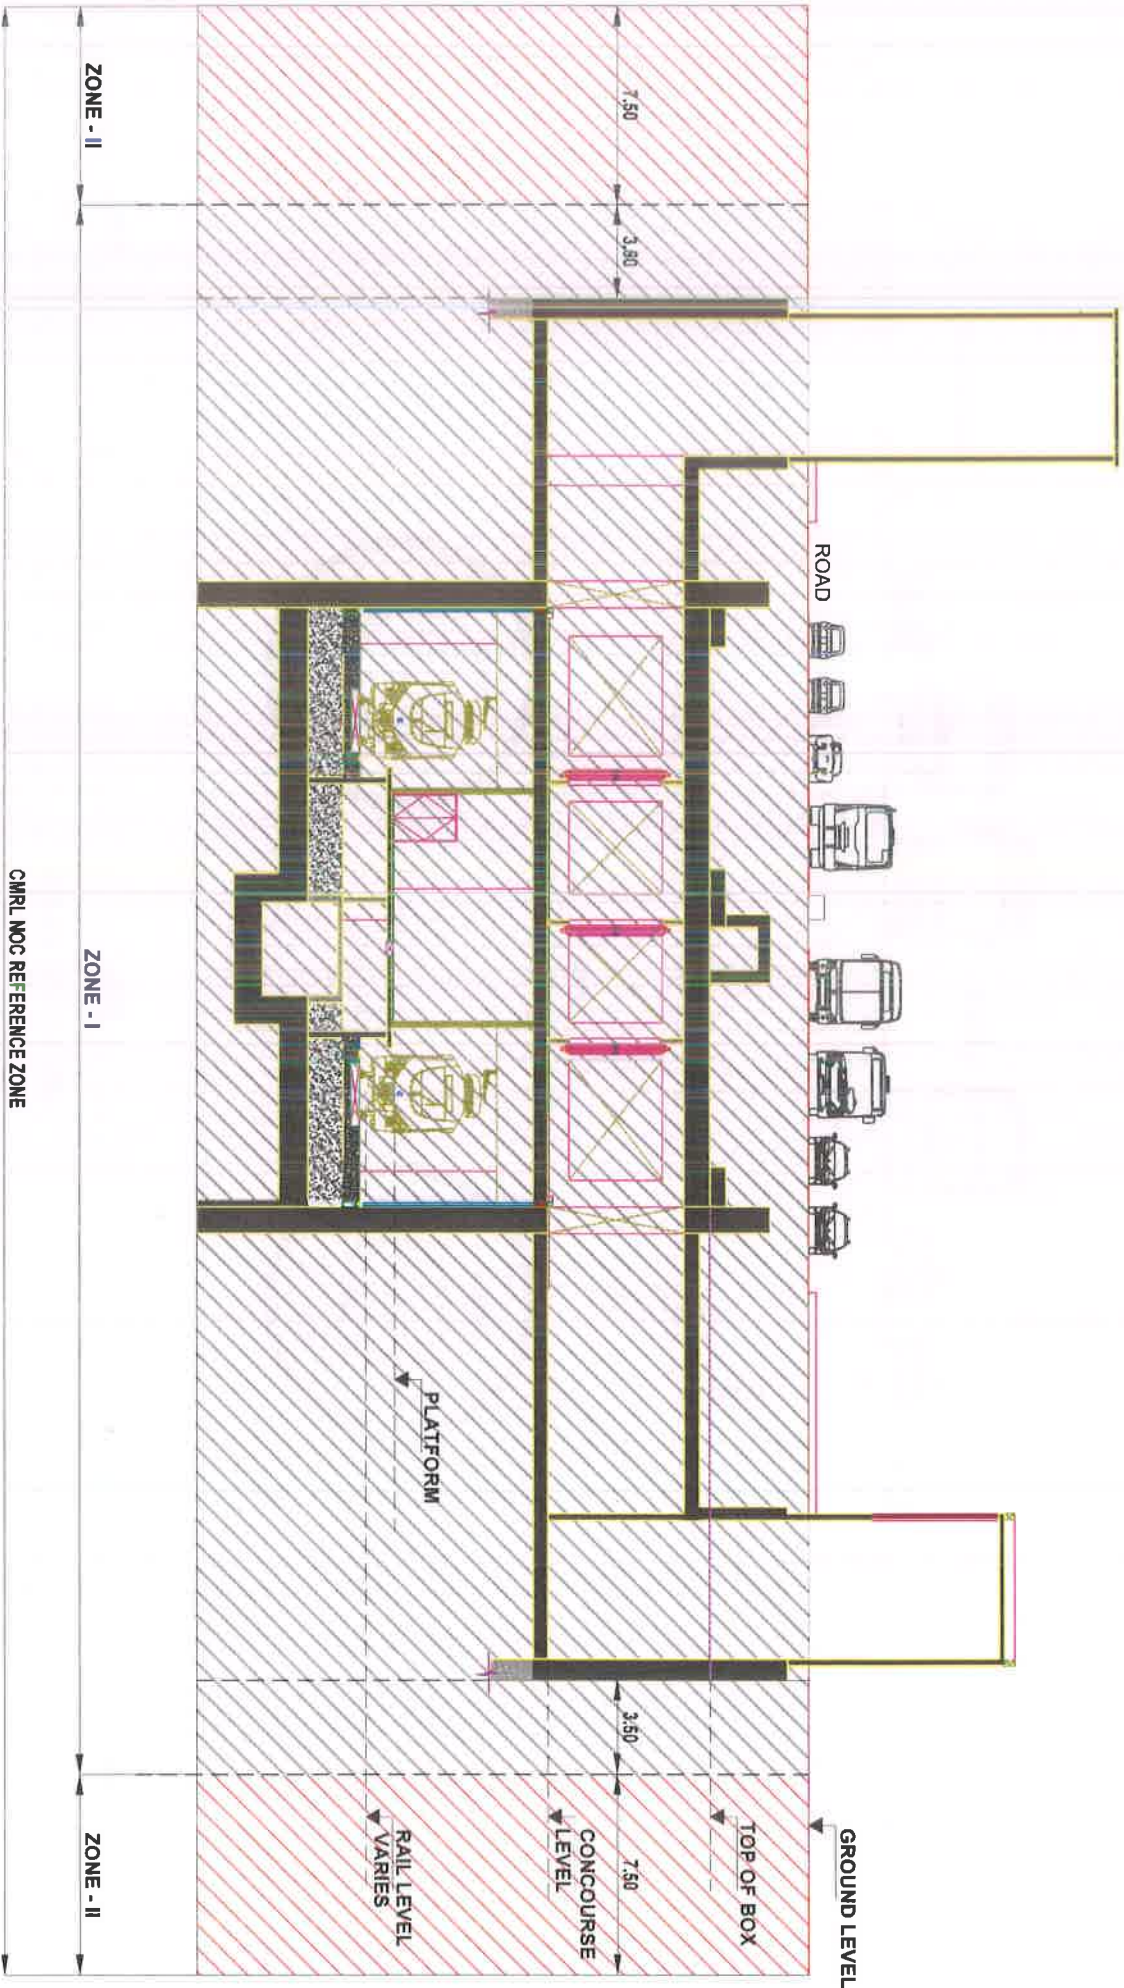 ROAD
GROUND LEVEL
TOP OF BOX
7.50
3.50
3.50
7.50
CONCOURSE
LEVEL
PLATFORM
RAIL LEVEL
VARIES
ZONE - II
ZONE - I
ZONE - II
CMRL NOC REFERENCE ZONE